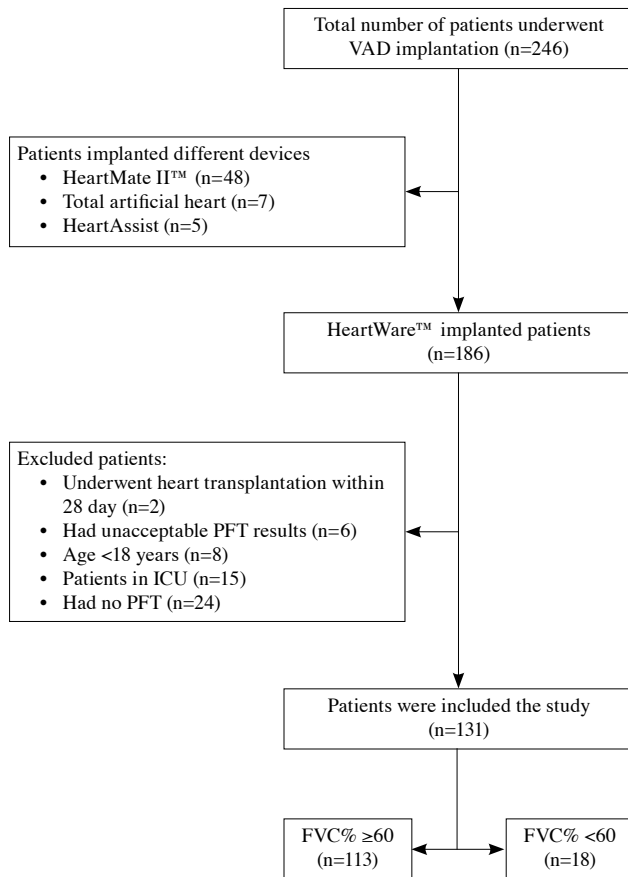 Total number of patients underwent
VAD implantation (n=246)
Patients implanted different devices
• HeartMate II™ (n=48)
• Total artificial heart (n=7)
• HeartAssist (n=5)
HeartWare™ implanted patients
(n=186)
Excluded patients:
• Underwent heart transplantation within
28 day (n=2)
• Had unacceptable PFT results (n=6)
• Age <18 years (n=8)
• Patients in ICU (n=15)
• Had no PFT (n=24)
Patients were included the study
(n=131)
FVC% ≥60
(n=113)
FVC% <60
(n=18)